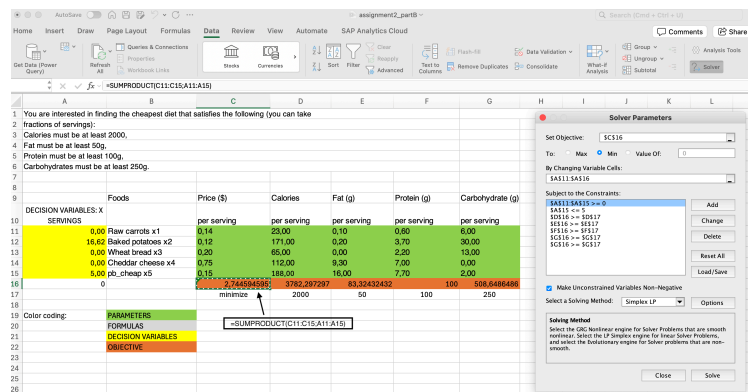 AutoSave
assignment2_partB
Search (Cmd + Ctrl + U)
Home Insert Draw Page Layout Formulas Data Review View Automate SAP Analytics Cloud
Comments Share
Get Data (Power Query)
Refresh All
Queries & Connections
Properties
Workbook Links
Stocks
Currencies
Sort
Filter
Clear
Reapply
Advanced
Text to Columns
Flash-fill
Remove Duplicates
Data Validation
Consolidate
What-if Analysis
Group
Ungroup
Subtotal
Analysis Tools
Solver
fx =SUMPRODUCT(C11:C15;A11:A15)
A B C D E F G H I J K L
1 You are interested in finding the cheapest diet that satisfies the following (you can take
2 fractions of servings):
3 Calories must be at least 2000,
4 Fat must be at least 50g,
5 Protein must be at least 100g,
6 Carbohydrates must be at least 250g.
7
8
9 Foods Price ($) Calories Fat (g) Protein (g) Carbohydrate (g)
DECISION VARIABLES: X
10 SERVINGS per serving per serving per serving per serving per serving
11 0,00 Raw carrots x1 0,14 23,00 0,10 0,60 6,00
12 16,62 Baked potatoes x2 0,12 171,00 0,20 3,70 30,00
13 0,00 Wheat bread x3 0,20 65,00 0,00 2,20 13,00
14 0,00 Cheddar cheese x4 0,75 112,00 9,30 7,00 0,00
15 5,00 pb_cheap x5 0,15 188,00 16,00 7,70 2,00
16 0 2,744594595 3782,297297 83,32432432 100 508,6486486
17 minimize 2000 50 100 250
18
19 Color coding: PARAMETERS
20 FORMULAS =SUMPRODUCT(C11:C15;A11:A15)
21 DECISION VARIABLES
22 OBJECTIVE
23
24
25
26
Solver Parameters
Set Objective: $C$16
To: Max Min Value Of: 0
By Changing Variable Cells:
$A$11:$A$16
Subject to the Constraints:
$A$11:$A$15 >= 0
$A$15 <= 5
$D$16 >= $D$17
$E$16 >= $E$17
$F$16 >= $F$17
$G$16 >= $G$17
$G$16 >= $G$17
Add
Change
Delete
Reset All
Load/Save
Make Unconstrained Variables Non-Negative
Select a Solving Method: Simplex LP Options
Solving Method
Select the GRG Nonlinear engine for Solver Problems that are smooth
nonlinear. Select the LP Simplex engine for linear Solver Problems,
and select the Evolutionary engine for Solver problems that are non-
smooth.
Close Solve